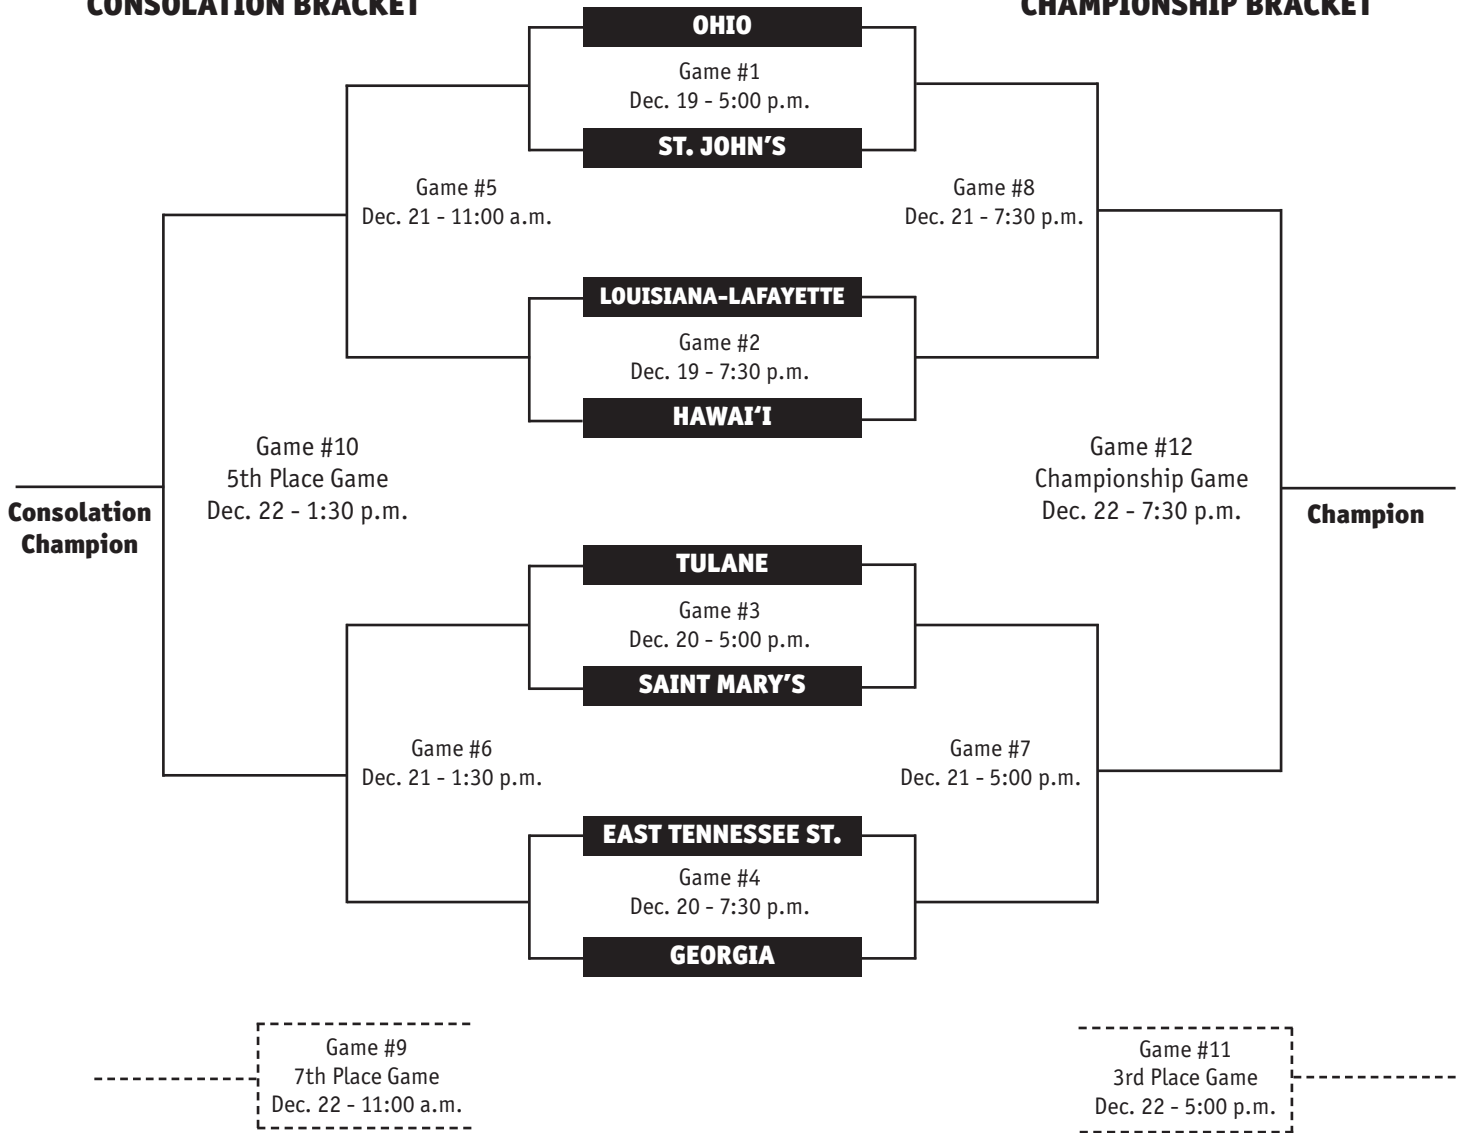 CONSOLATION BRACKET
CHAMPIONSHIP BRACKET
OHIO
Game #1
Dec. 19 - 5:00 p.m.
ST. JOHN’S
Game #5
Dec. 21 - 11:00 a.m.
Game #8
Dec. 21 - 7:30 p.m.
LOUISIANA-LAFAYETTE
Game #2
Dec. 19 - 7:30 p.m.
HAWAI‘I
Game #10
5th Place Game
Dec. 22 - 1:30 p.m.
Game #12
Championship Game
Dec. 22 - 7:30 p.m.
Consolation
Champion
Champion
TULANE
Game #3
Dec. 20 - 5:00 p.m.
SAINT MARY’S
Game #6
Dec. 21 - 1:30 p.m.
Game #7
Dec. 21 - 5:00 p.m.
EAST TENNESSEE ST.
Game #4
Dec. 20 - 7:30 p.m.
GEORGIA
Game #9
7th Place Game
Dec. 22 - 11:00 a.m.
Game #11
3rd Place Game
Dec. 22 - 5:00 p.m.